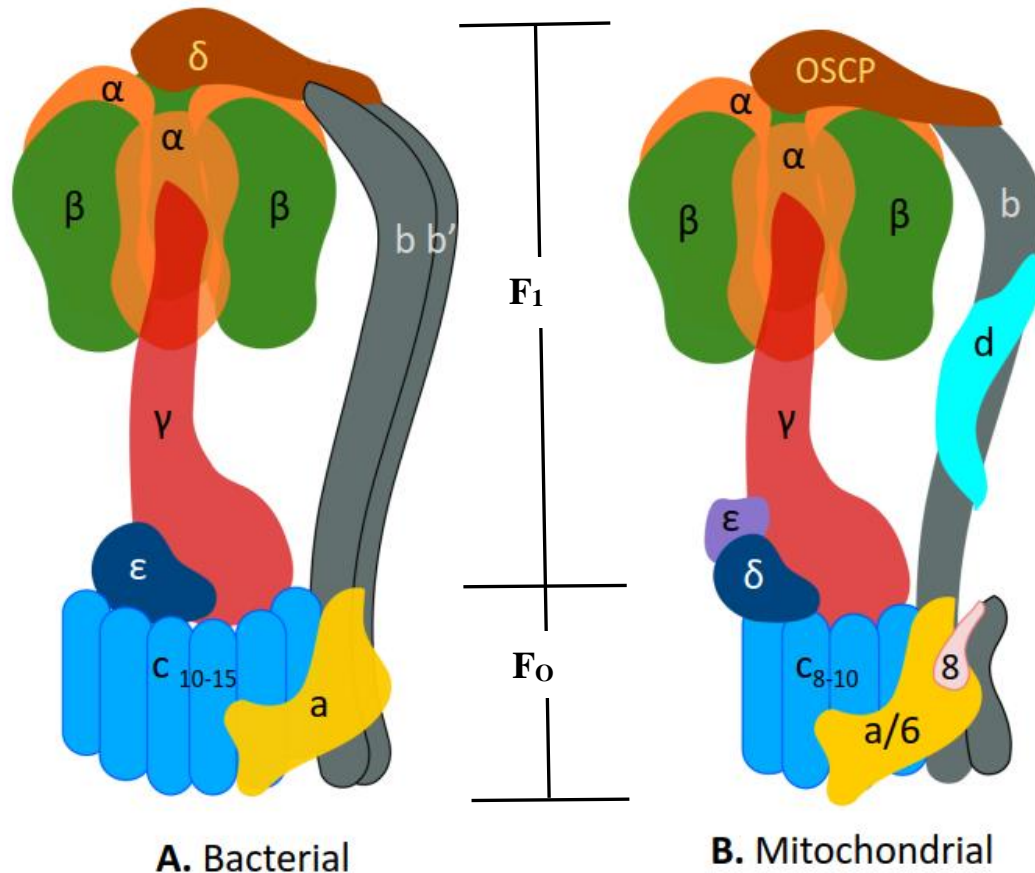 δ
α
α
β
β
b b’
γ
ε
c 10-15
a
A. Bacterial
F1
FO
OSCP
α
α
β
β
b
d
γ
ε
δ
c8-10
8
a/6
B. Mitochondrial